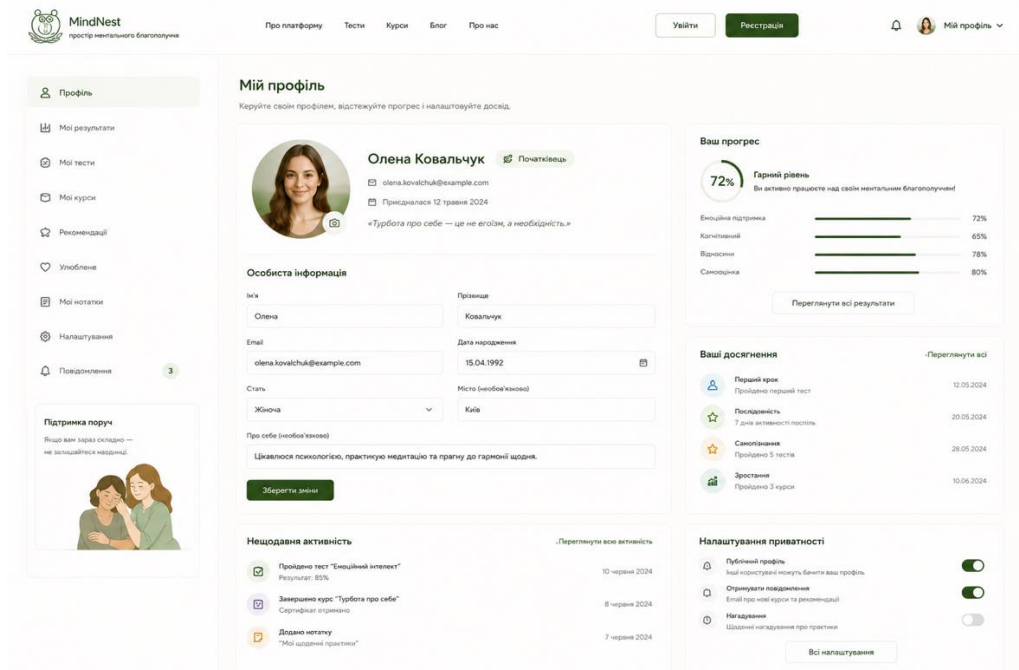 MindNest
простір ментального благополуччя
Про платформу
Тести
Курси
Блог
Про нас
Увійти
Реєстрація
Мій профіль
Профіль
Мої результати
Мої тести
Мої курси
Рекомендації
Улюблене
Мої нотатки
Налаштування
Повідомлення
3
Підтримка поруч
Якщо вам зараз складно —
не залишайтеся наодинці.
Мій профіль
Керуйте своїм профілем, відстежуйте прогрес і налаштовуйте досвід.
Олена Ковальчук
Початківець
olena.kovalchuk@example.com
Приєдналася 12 травня 2024
«Турбота про себе — це не егоїзм, а необхідність.»
Особиста інформація
Ім'я
Прізвище
Олена
Ковальчук
Email
Дата народження
olena.kovalchuk@example.com
15.04.1992
Стать
Місто (необов'язково)
Жіноча
Київ
Про себе (необов'язково)
Цікавлюся психологією, практикую медитацію та прагну до гармонії щодня.
Зберегти зміни
Нещодавня активність
Переглянути всю активність
Пройдено тест "Емоційний інтелект"
Результат: 85%
10 червня 2024
Завершено курс "Турбота про себе"
Сертифікат отримано
8 червня 2024
Додано нотатку
"Мої щоденні практики"
7 червня 2024
Ваш прогрес
72%
Гарний рівень
Ви активно працюєте над своїм ментальним благополуччям!
Емоційна підтримка
72%
Когнітивний
65%
Відносини
78%
Самооцінка
80%
Переглянути всі результати
Ваші досягнення
Переглянути всі
Перший крок
Пройдено перший тест
12.05.2024
Послідовність
7 днів активності поспіль
20.05.2024
Самопізнання
Пройдено 5 тестів
28.05.2024
Зростання
Пройдено 3 курси
10.06.2024
Налаштування приватності
Публічний профіль
Інші користувачі можуть бачити ваш профіль
Отримувати повідомлення
Email про нові курси та рекомендації
Нагадування
Щоденні нагадування про практики
Всі налаштування